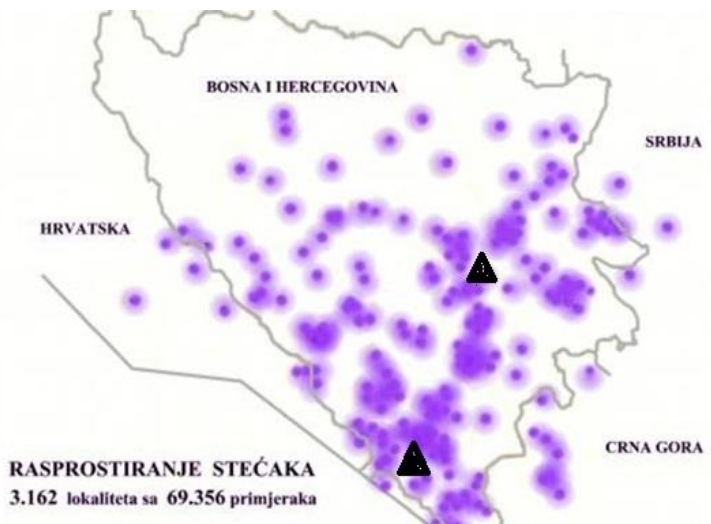 BOSNA I HERCEGOVINA
SRBIJA
HRVATSKA
CRNA GORA
RASPROSTIRANJE STEĆAKA
3.162 lokaliteta sa 69.356 primjeraka